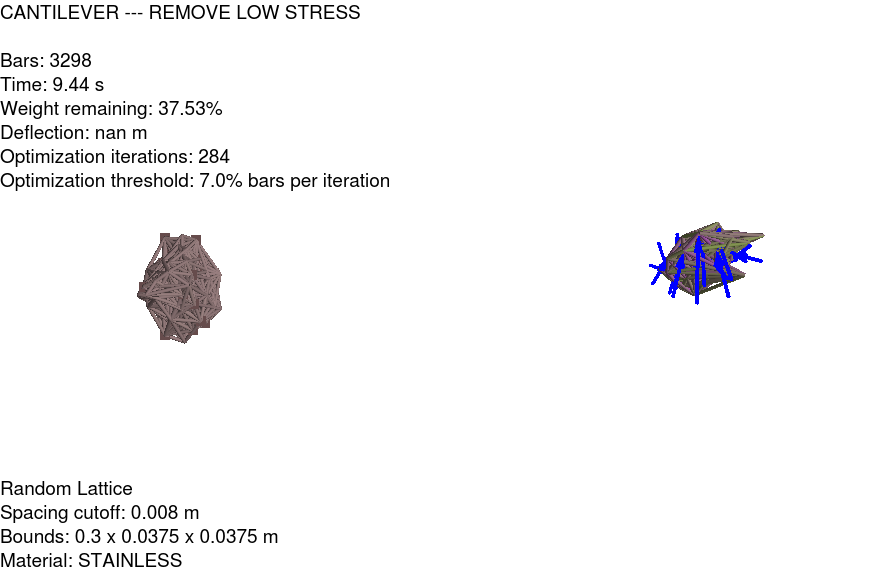 CANTILEVER --- REMOVE LOW STRESS
Bars: 3298
Time: 9.44 s
Weight remaining: 37.53%
Deflection: nan m
Optimization iterations: 284
Optimization threshold: 7.0% bars per iteration
Random Lattice
Spacing cutoff: 0.008 m
Bounds: 0.3 x 0.0375 x 0.0375 m
Material: STAINLESS